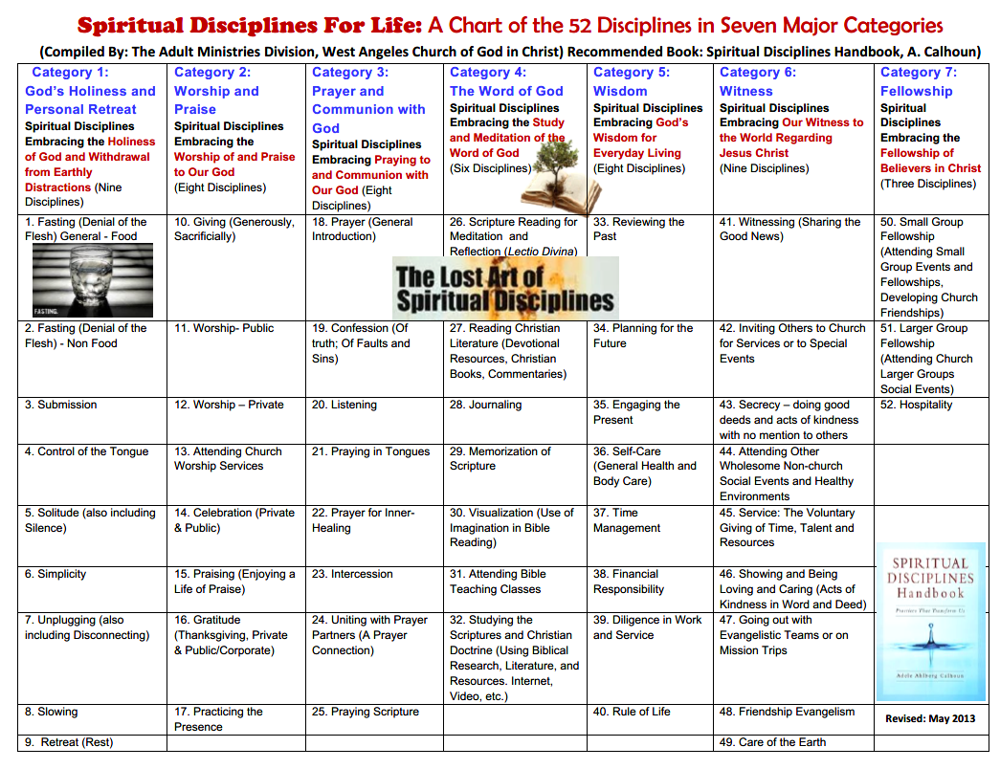 Spiritual Disciplines For Life: A Chart of the 52 Disciplines in Seven Major Categories
(Compiled By: The Adult Ministries Division, West Angeles Church of God in Christ) Recommended Book: Spiritual Disciplines Handbook, A. Calhoun)
Category 1:
God's Holiness and
Personal Retreat
Spiritual Disciplines
Embracing the Holiness
of God and Withdrawal
from Earthly
Distractions (Nine
Disciplines)
Category 2:
Worship and
Praise
Spiritual Disciplines
Embracing the
Worship of and Praise
to Our God
(Eight Disciplines)
Category 3:
Prayer and
Communion with
God
Spiritual Disciplines
Embracing Praying to
and Communion with
Our God (Eight
Disciplines)
Category 4:
The Word of God
Spiritual Disciplines
Embracing the Study
and Meditation of the
Word of God
(Six Disciplines)
Category 5:
Wisdom
Spiritual Disciplines
Embracing God's
Wisdom for
Everyday Living
(Eight Disciplines)
Category 6:
Witness
Spiritual Disciplines
Embracing Our Witness to
the World Regarding
Jesus Christ
(Nine Disciplines)
Category 7:
Fellowship
Spiritual
Disciplines
Embracing the
Fellowship of
Believers in Christ
(Three Disciplines)
1. Fasting (Denial of the
Flesh) General - Food
FASTING.
10. Giving (Generously,
Sacrificially)
18. Prayer (General
Introduction)
26. Scripture Reading for
Meditation and
Reflection (Lectio Divina)
The Lost Art of
Spiritual Disciplines
33. Reviewing the
Past
41. Witnessing (Sharing the
Good News)
50. Small Group
Fellowship
(Attending Small
Group Events and
Fellowships,
Developing Church
Friendships)
2. Fasting (Denial of the
Flesh) - Non Food
11. Worship- Public
19. Confession (Of
truth; Of Faults and
Sins)
27. Reading Christian
Literature (Devotional
Resources, Christian
Books, Commentaries)
34. Planning for the
Future
42. Inviting Others to Church
for Services or to Special
Events
51. Larger Group
Fellowship
(Attending Church
Larger Groups
Social Events)
3. Submission
12. Worship – Private
20. Listening
28. Journaling
35. Engaging the
Present
43. Secrecy – doing good
deeds and acts of kindness
with no mention to others
52. Hospitality
4. Control of the Tongue
13. Attending Church
Worship Services
21. Praying in Tongues
29. Memorization of
Scripture
36. Self-Care
(General Health and
Body Care)
44. Attending Other
Wholesome Non-church
Social Events and Healthy
Environments
5. Solitude (also including
Silence)
14. Celebration (Private
& Public)
22. Prayer for Inner-
Healing
30. Visualization (Use of
Imagination in Bible
Reading)
37. Time
Management
45. Service: The Voluntary
Giving of Time, Talent and
Resources
6. Simplicity
15. Praising (Enjoying a
Life of Praise)
23. Intercession
31. Attending Bible
Teaching Classes
38. Financial
Responsibility
46. Showing and Being
Loving and Caring (Acts of
Kindness in Word and Deed)
7. Unplugging (also
including Disconnecting)
16. Gratitude
(Thanksgiving, Private
& Public/Corporate)
24. Uniting with Prayer
Partners (A Prayer
Connection)
32. Studying the
Scriptures and Christian
Doctrine (Using Biblical
Research, Literature, and
Resources. Internet,
Video, etc.)
39. Diligence in Work
and Service
47. Going out with
Evangelistic Teams or on
Mission Trips
SPIRITUAL
DISCIPLINES
Handbook
Practices That Transform Us
Adele Ahlberg Calhoun
8. Slowing
17. Practicing the
Presence
25. Praying Scripture
40. Rule of Life
48. Friendship Evangelism
Revised: May 2013
9. Retreat (Rest)
49. Care of the Earth